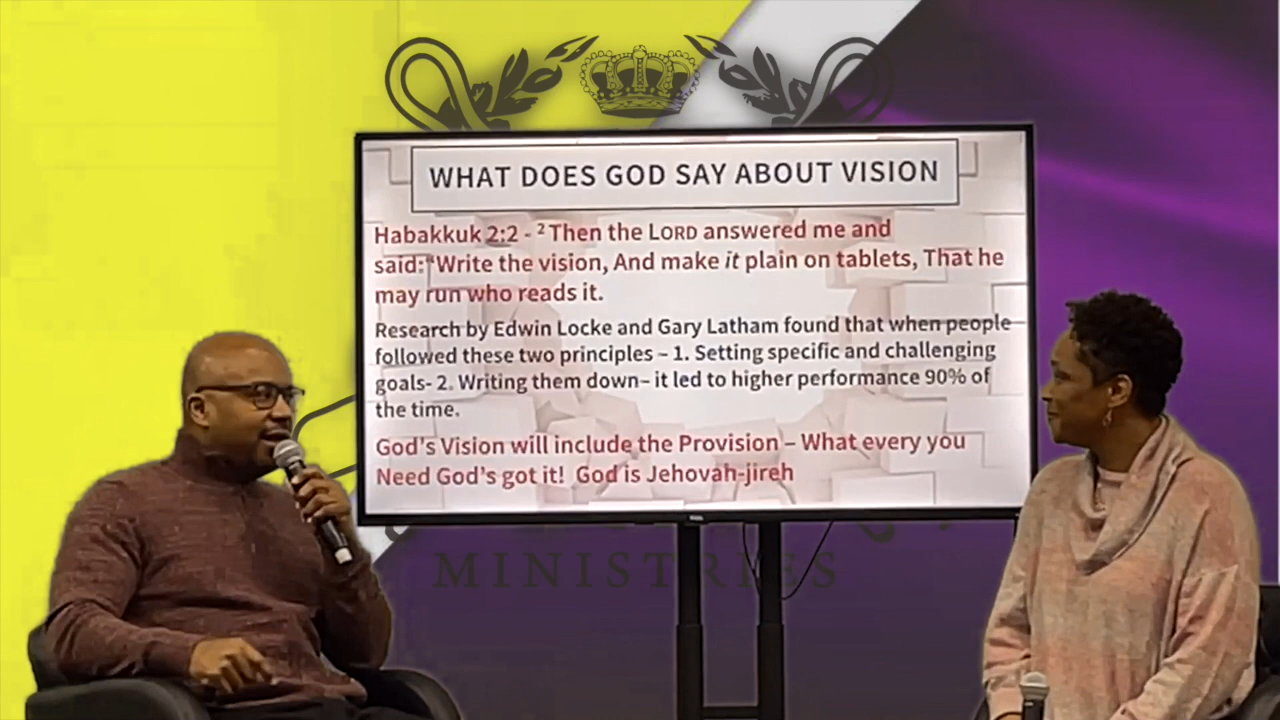 WHAT DOES GOD SAY ABOUT VISION
Habakkuk 2:2 - ² Then the LORD answered me and
said:“Write the vision, And make it plain on tablets, That he
may run who reads it.
Research by Edwin Locke and Gary Latham found that when people
followed these two principles – 1. Setting specific and challenging
goals- 2. Writing them down– it led to higher performance 90% of
the time.
God's Vision will include the Provision – What every you
Need God's got it! God is Jehovah-jireh
MINISTRIES